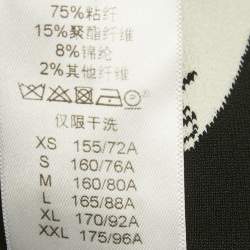 75%粘纤
15%聚酯纤维
8%锦纶
2%其他纤维
仅限干洗
XS 155/72A
S 160/76A
M 160/80A
L 165/88A
XL 170/92A
XXL 175/96A